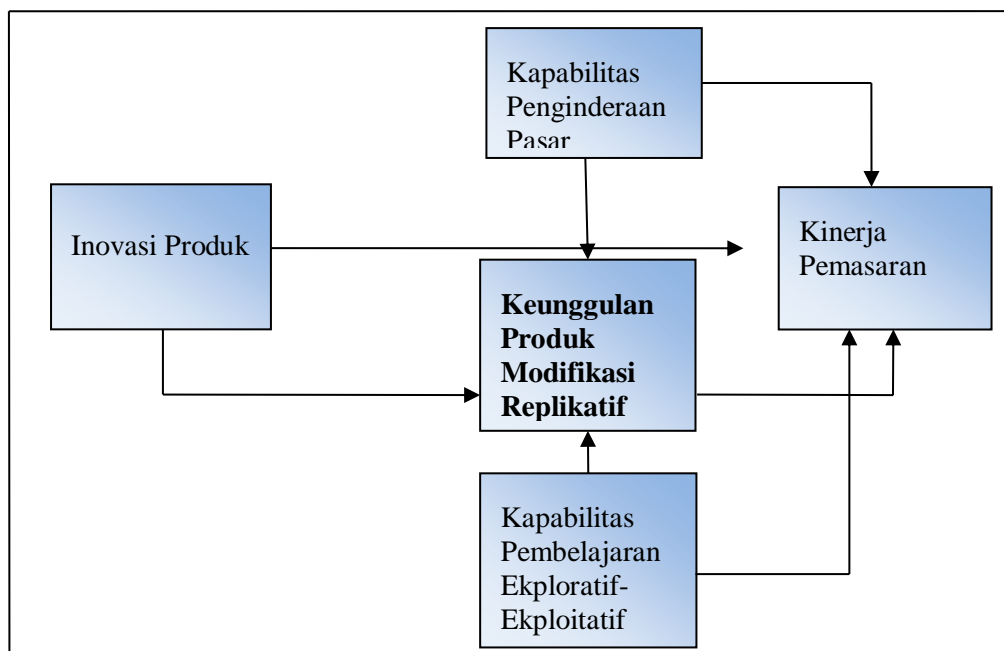 Kapabilitas
Penginderaan
Pasar
Inovasi Produk
Kinerja
Pemasaran
Keunggulan
Produk
Modifikasi
Replikatif
Kapabilitas
Pembelajaran
Ekploratif-
Ekploitatif